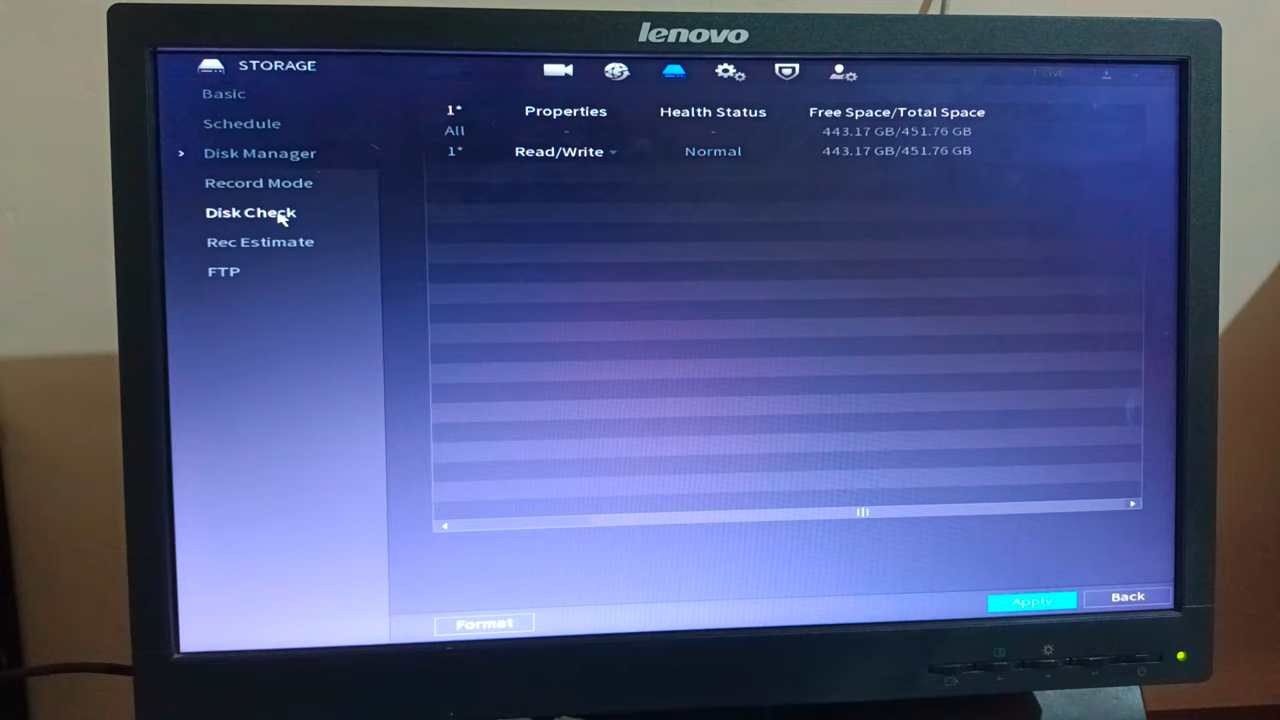 lenovo
STORAGE
LIVE
Basic
Schedule
> Disk Manager
Record Mode
Disk Check
Rec Estimate
FTP
1* Properties Health Status Free Space/Total Space
All - - 443.17 GB/451.76 GB
1* Read/Write Normal 443.17 GB/451.76 GB
Apply Back
Format